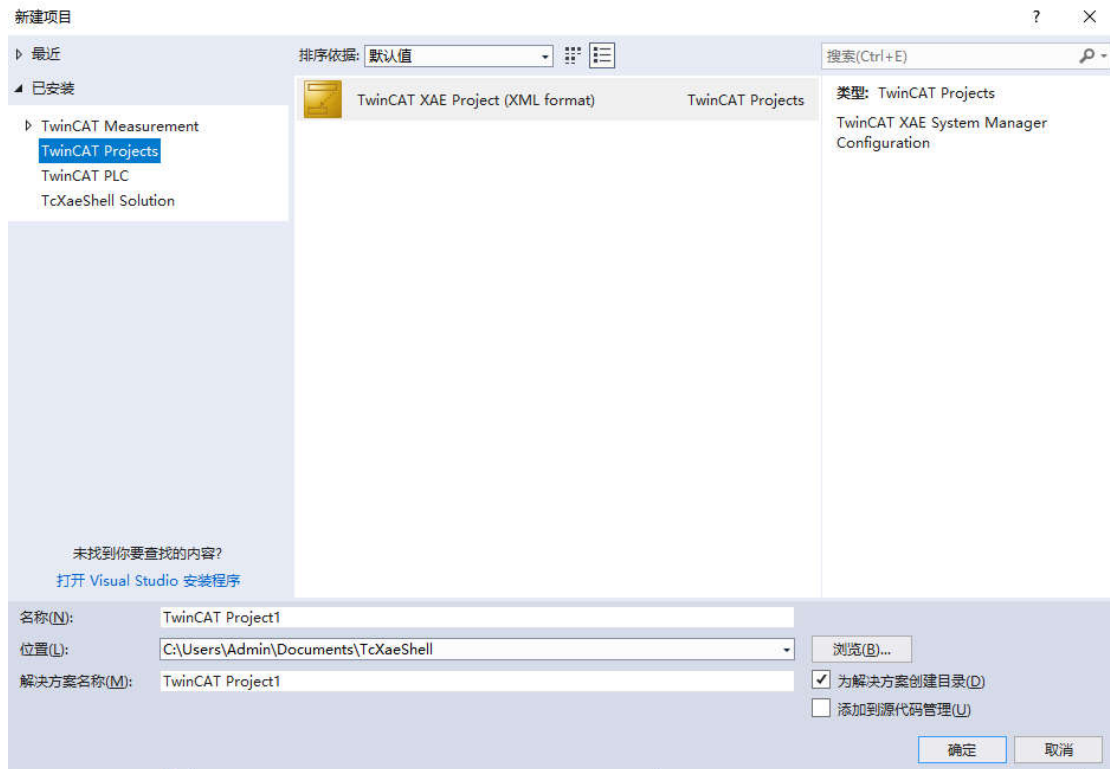 新建项目
?
最近
已安装
TwinCAT Measurement
TwinCAT Projects
TwinCAT PLC
TcXaeShell Solution
未找到你要查找的内容?
打开 Visual Studio 安装程序
排序依据: 默认值
TwinCAT XAE Project (XML format) TwinCAT Projects
搜索(Ctrl+E)
类型: TwinCAT Projects
TwinCAT XAE System Manager
Configuration
名称(N): TwinCAT Project1
位置(L): C:\Users\Admin\Documents\TcXaeShell 浏览(B)...
解决方案名称(M): TwinCAT Project1 为解决方案创建目录(D)
添加到源代码管理(U)
确定 取消